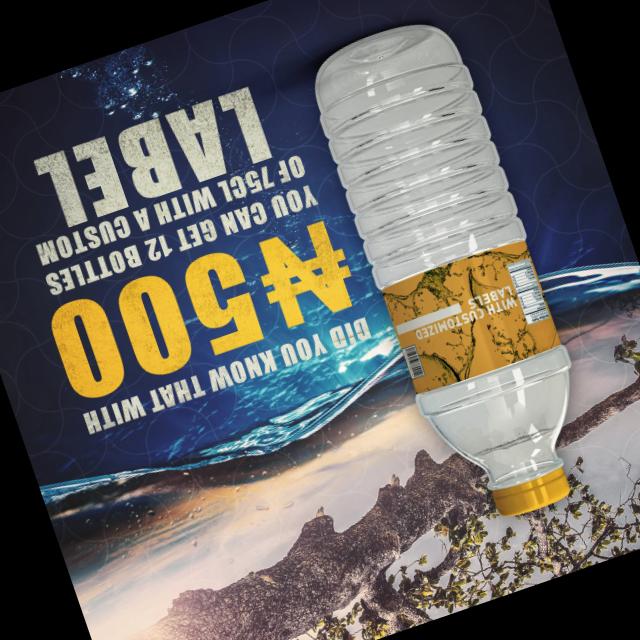 DID YOU KNOW THAT WITH
₦500
YOU CAN GET 12 BOTTLES
OF 75CL WITH A CUSTOM
LABEL
WITH CUSTOMIZED
LABELS